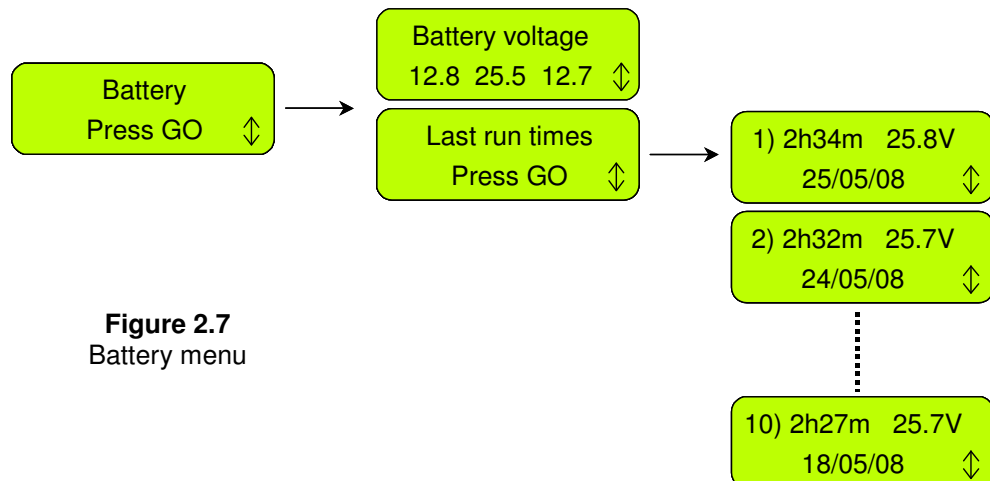 Battery
Press GO
Battery voltage
12.8 25.5 12.7
Last run times
Press GO
1) 2h34m 25.8V
25/05/08
2) 2h32m 25.7V
24/05/08
10) 2h27m 25.7V
18/05/08
Figure 2.7
Battery menu